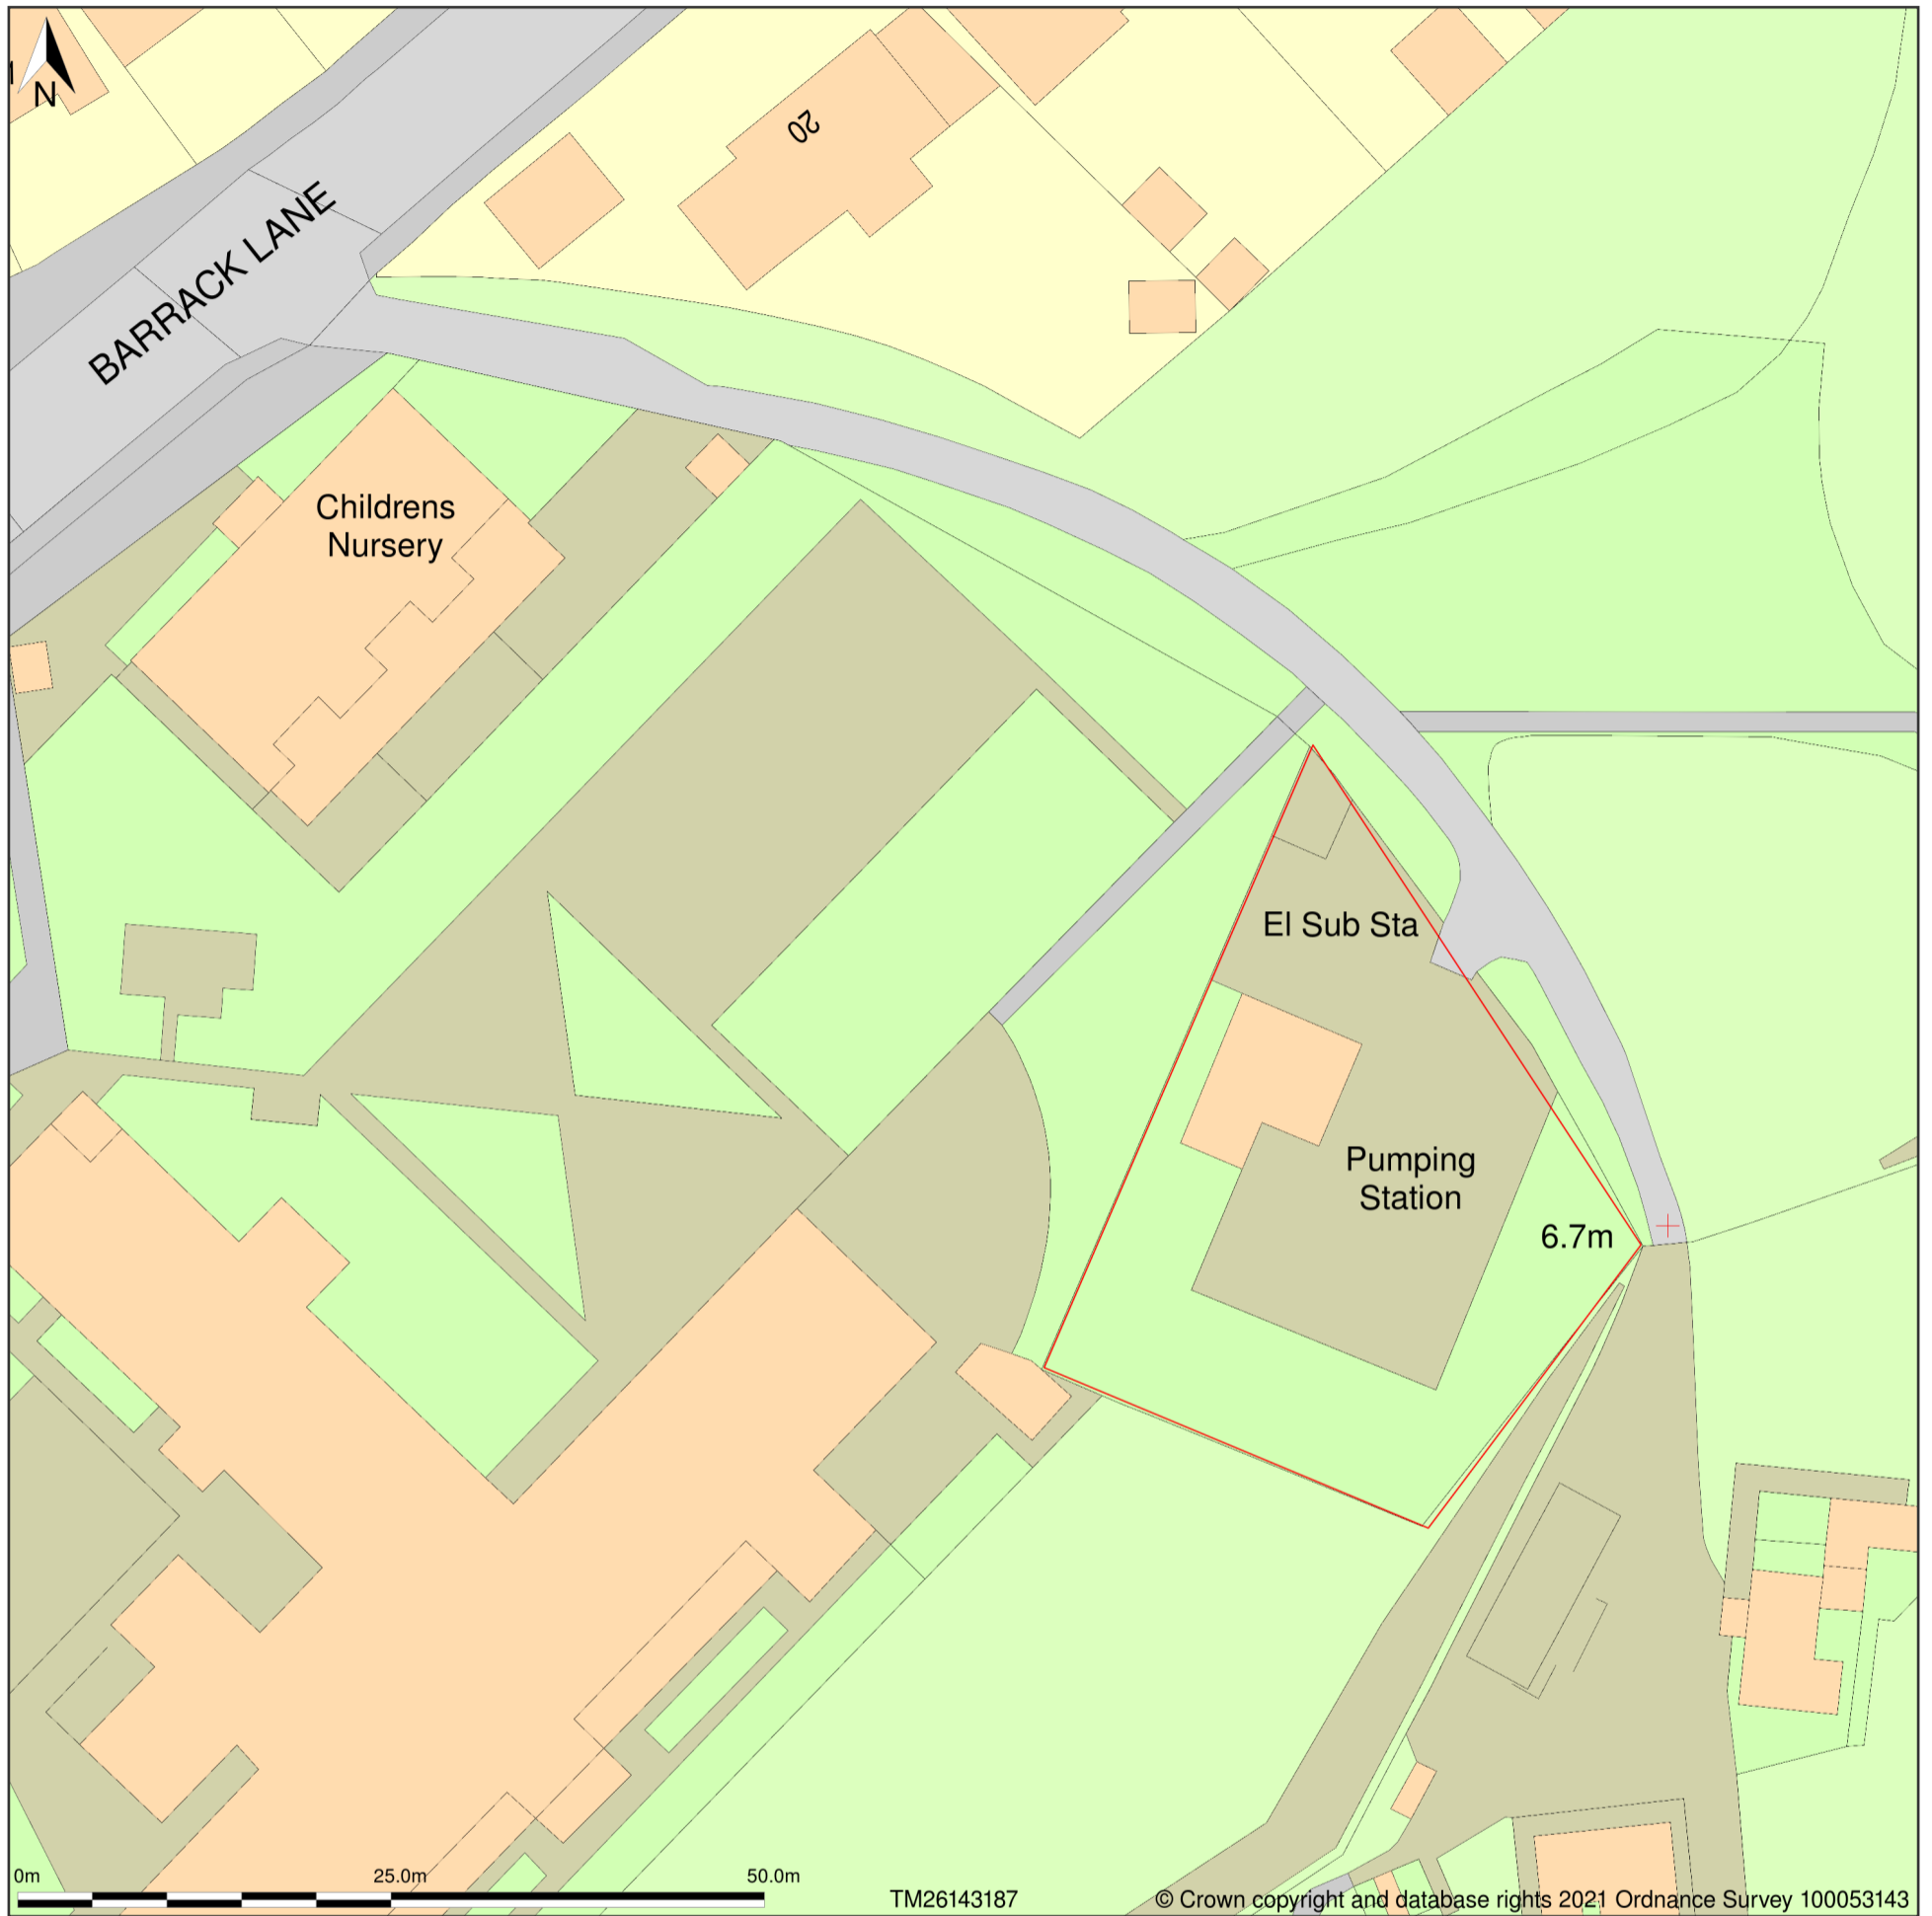 N
20
BARRACK LANE
Childrens
Nursery
El Sub Sta
Pumping
Station
6.7m
0m 25.0m 50.0m
TM26143187
© Crown copyright and database rights 2021 Ordnance Survey 100053143